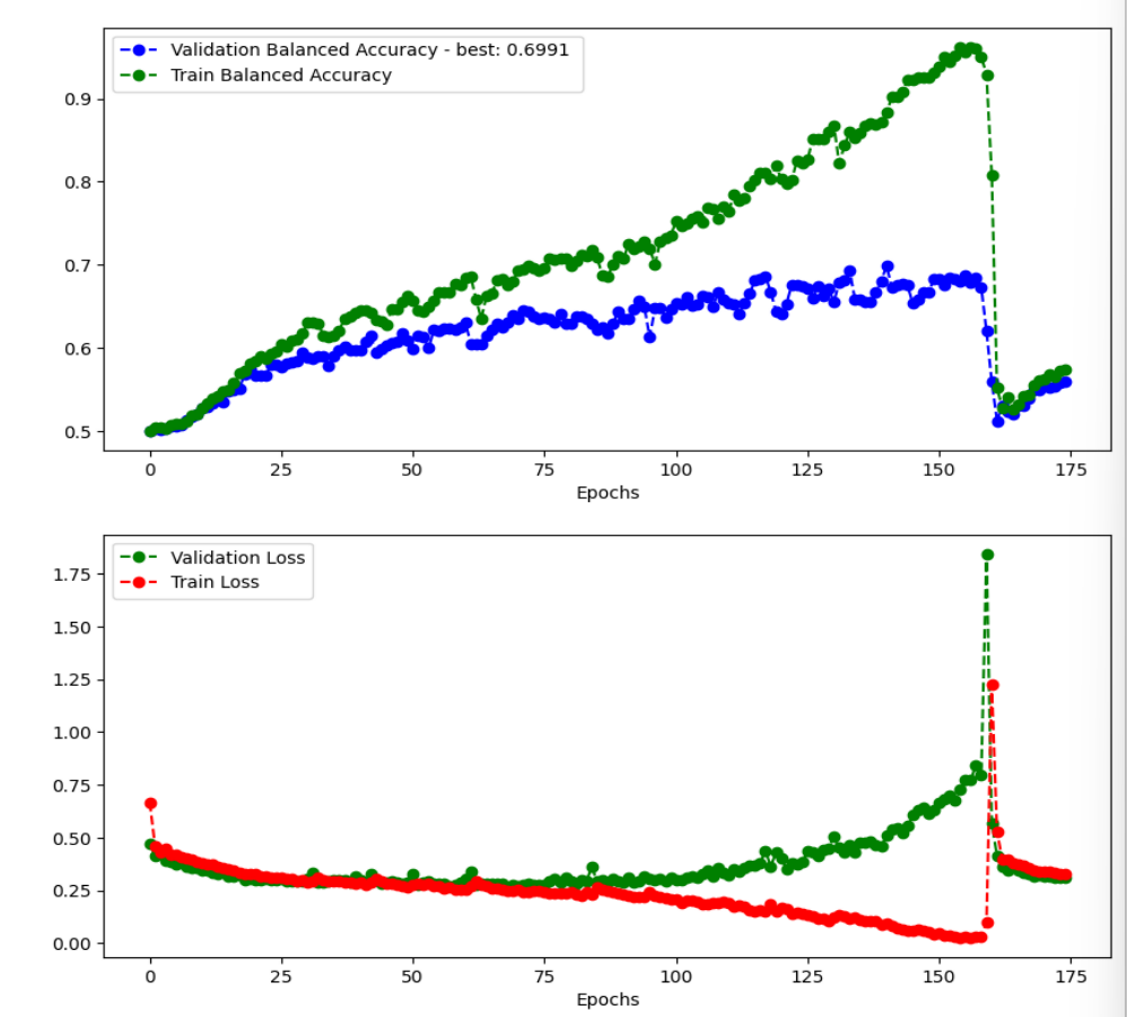 Validation Balanced Accuracy - best: 0.6991
Train Balanced Accuracy
0.9
0.8
0.7
0.6
0.5
0 25 50 75 100 125 150 175
Epochs
Validation Loss
Train Loss
1.75
1.50
1.25
1.00
0.75
0.50
0.25
0.00
0 25 50 75 100 125 150 175
Epochs